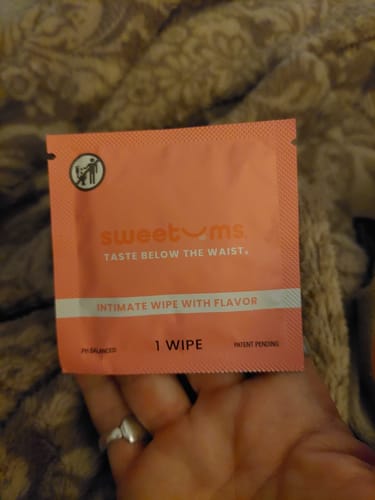 sweetums
TASTE BELOW THE WAIST.
INTIMATE WIPE WITH FLAVOR
PH BALANCED
1 WIPE
PATENT PENDING